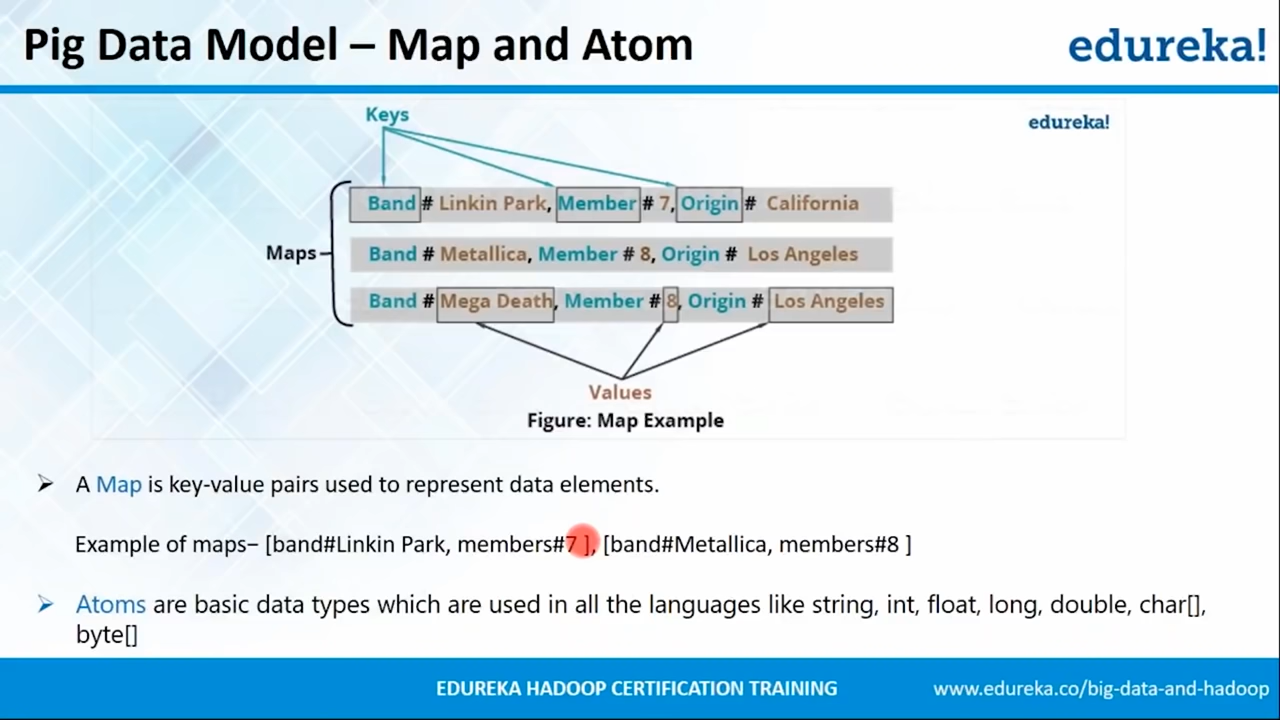 Pig Data Model – Map and Atom
edureka!
Keys
edureka!
Band # Linkin Park, Member # 7, Origin # California
Maps
Band # Metallica, Member # 8, Origin # Los Angeles
Band # Mega Death, Member # 8, Origin # Los Angeles
Values
Figure: Map Example
A Map is key-value pairs used to represent data elements.
Example of maps− [band#Linkin Park, members#7 ], [band#Metallica, members#8 ]
Atoms are basic data types which are used in all the languages like string, int, float, long, double, char[],
byte[]
EDUREKA HADOOP CERTIFICATION TRAINING
www.edureka.co/big-data-and-hadoop